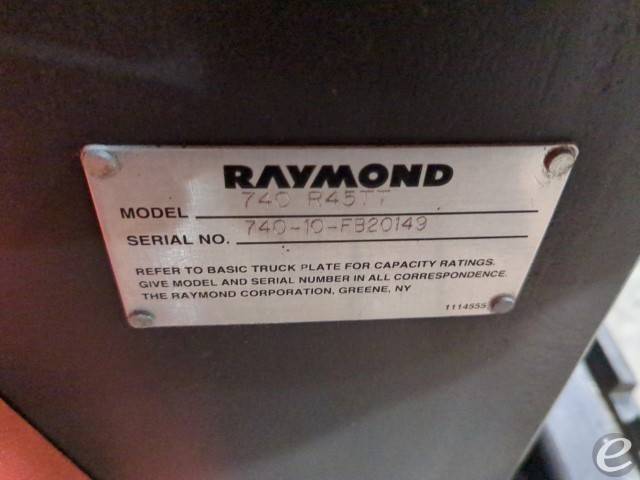 RAYMOND
MODEL 740 R45TT
SERIAL NO. 740-10-FB20149
REFER TO BASIC TRUCK PLATE FOR CAPACITY RATINGS.
GIVE MODEL AND SERIAL NUMBER IN ALL CORRESPONDENCE.
THE RAYMOND CORPORATION, GREENE, NY
e